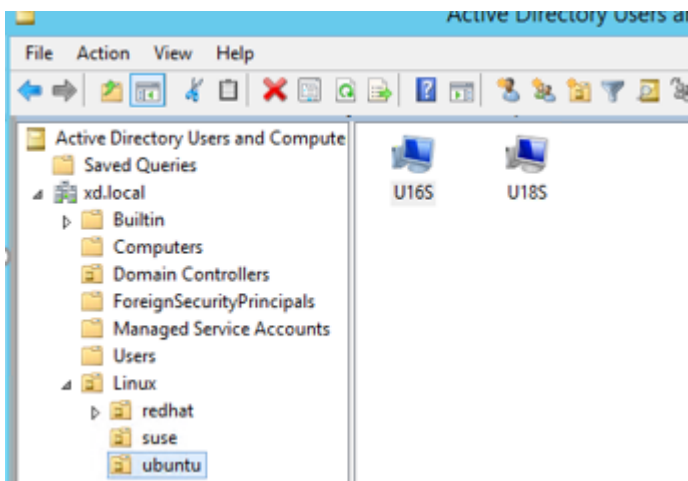 Active Directory Users
File Action View Help
Active Directory Users and Compute
Saved Queries
xd.local
Builtin
Computers
Domain Controllers
ForeignSecurityPrincipals
Managed Service Accounts
Users
Linux
redhat
suse
ubuntu
U16S U18S